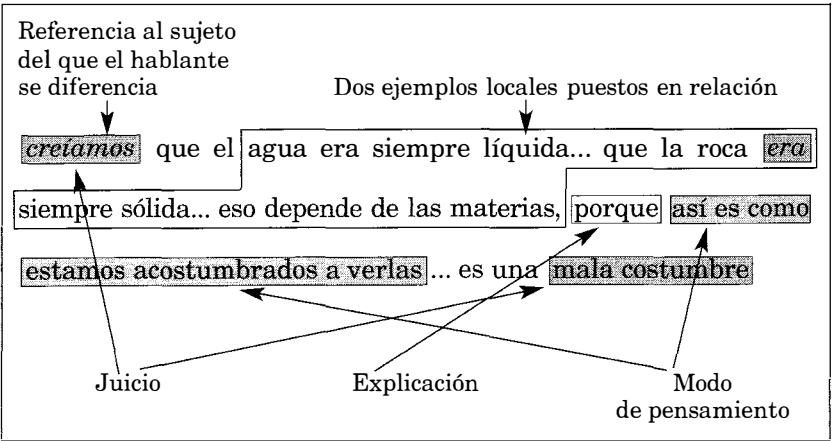 Referencia al sujeto
del que el hablante
se diferencia
Dos ejemplos locales puestos en relación
creíamos que el agua era siempre líquida... que la roca era
siempre sólida... eso depende de las materias, porque así es como
estamos acostumbrados a verlas ... es una mala costumbre
Juicio
Explicación
Modo
de pensamiento